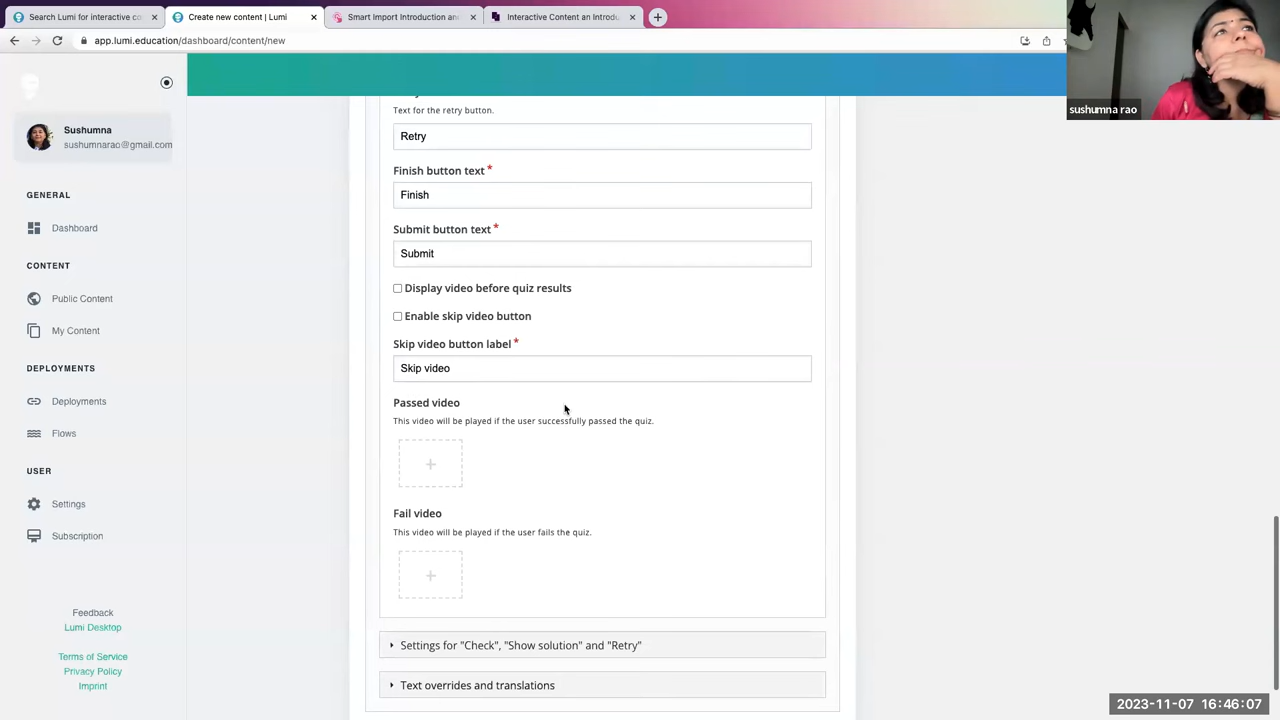 Search Lumi for interactive co
Create new content | Lumi
Smart Import Introduction and
Interactive Content an Introdu
app.lumi.education/dashboard/content/new
sushumna rao
Sushumna
sushumnarao@gmail.com
GENERAL
Dashboard
CONTENT
Public Content
My Content
DEPLOYMENTS
Deployments
Flows
USER
Settings
Subscription
Feedback
Lumi Desktop
Terms of Service
Privacy Policy
Imprint
Text for the retry button.
Retry
Finish button text *
Finish
Submit button text *
Submit
Display video before quiz results
Enable skip video button
Skip video button label *
Skip video
Passed video
This video will be played if the user successfully passed the quiz.
Fail video
This video will be played if the user fails the quiz.
Settings for "Check", "Show solution" and "Retry"
Text overrides and translations
2023-11-07 16:46:07